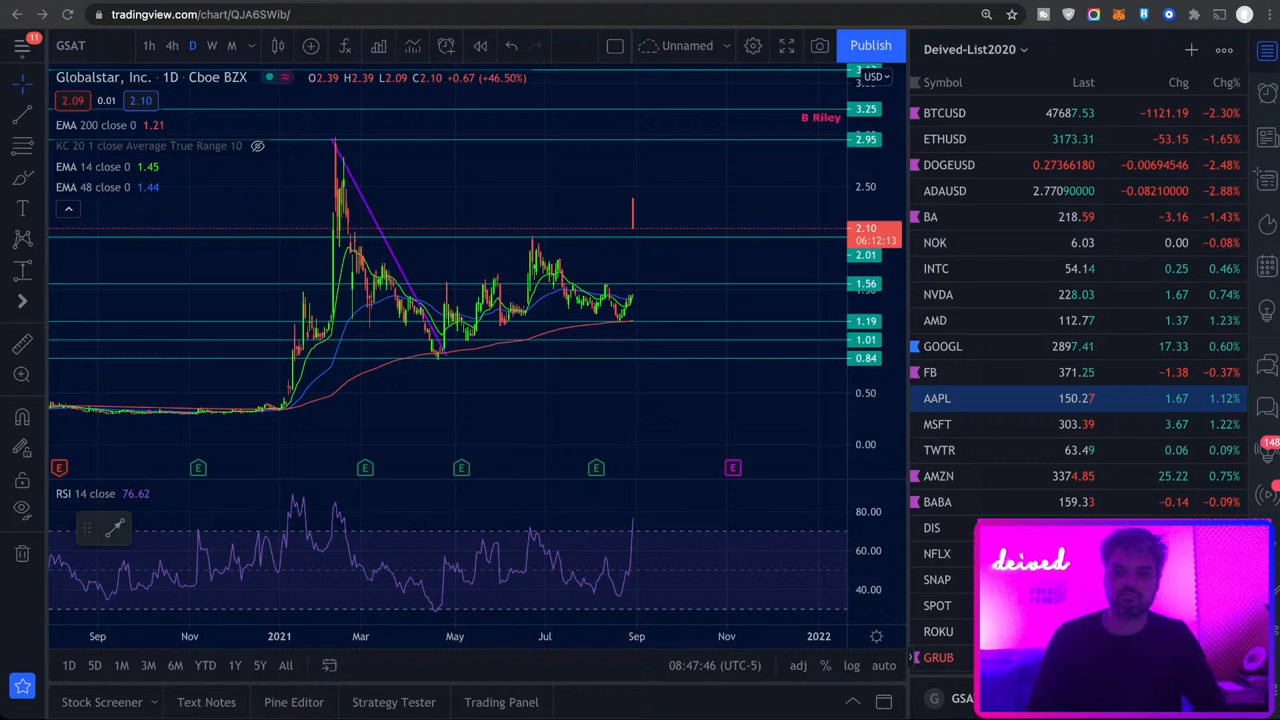 tradingview.com/chart/QJA6SWib/
11
GSAT
1h 4h D W M
Unnamed
Publish
Globalstar, Inc. · 1D · Cboe BZX
O2.39 H2.39 L2.09 C2.10 +0.67 (+46.50%)
2.09 0.01 2.10
EMA 200 close 0 1.21
KC 20 1 close Average True Range 10
EMA 14 close 0 1.45
EMA 48 close 0 1.44
USD
3.25
B Riley
2.95
2.50
2.10
06:12:13
2.01
1.56
1.19
1.01
0.84
0.50
0.00
E E E E E E
RSI 14 close 76.62
80.00
60.00
40.00
Sep Nov 2021 Mar May Jul Sep Nov 2022
1D 5D 1M 3M 6M YTD 1Y 5Y All
08:47:46 (UTC-5) adj % log auto
Stock Screener Text Notes Pine Editor Strategy Tester Trading Panel
Deived-List2020
Symbol Last Chg Chg%
BTCUSD 47687.53 −1121.19 −2.30%
ETHUSD 3173.31 −53.15 −1.65%
DOGEUSD 0.27366180 −0.00694546 −2.48%
ADAUSD 2.77090000 −0.08210000 −2.88%
BA 218.59 −3.16 −1.43%
NOK 6.03 0.00 −0.08%
INTC 54.14 0.25 0.46%
NVDA 228.03 1.67 0.74%
AMD 112.77 1.37 1.23%
GOOGL 2897.41 17.33 0.60%
FB 371.25 −1.38 −0.37%
AAPL 150.27 1.67 1.12%
MSFT 303.39 3.67 1.22%
TWTR 63.49 0.06 0.09%
AMZN 3374.85 25.22 0.75%
BABA 159.33 −0.14 −0.09%
DIS
NFLX
SNAP
SPOT
ROKU
GRUB
G GSA
148
deived